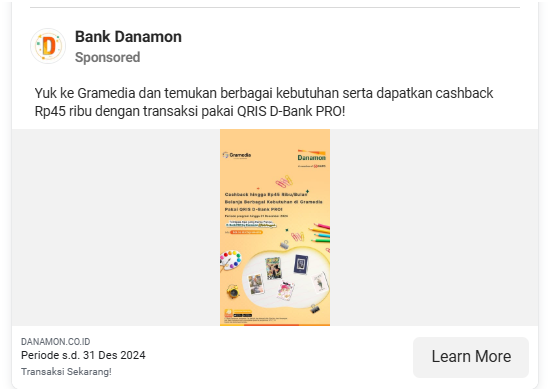 Bank Danamon
Sponsored
Yuk ke Gramedia dan temukan berbagai kebutuhan serta dapatkan cashback
Rp45 ribu dengan transaksi pakai QRIS D-Bank PRO!
Gramedia
Danamon
Cashback hingga Rp45 Ribu/Bulan
Belanja Berbagai Kebutuhan di Gramedia
Pakai QRIS D-Bank PRO!
DANAMON.CO.ID
Periode s.d. 31 Des 2024
Transaksi Sekarang!
Learn More